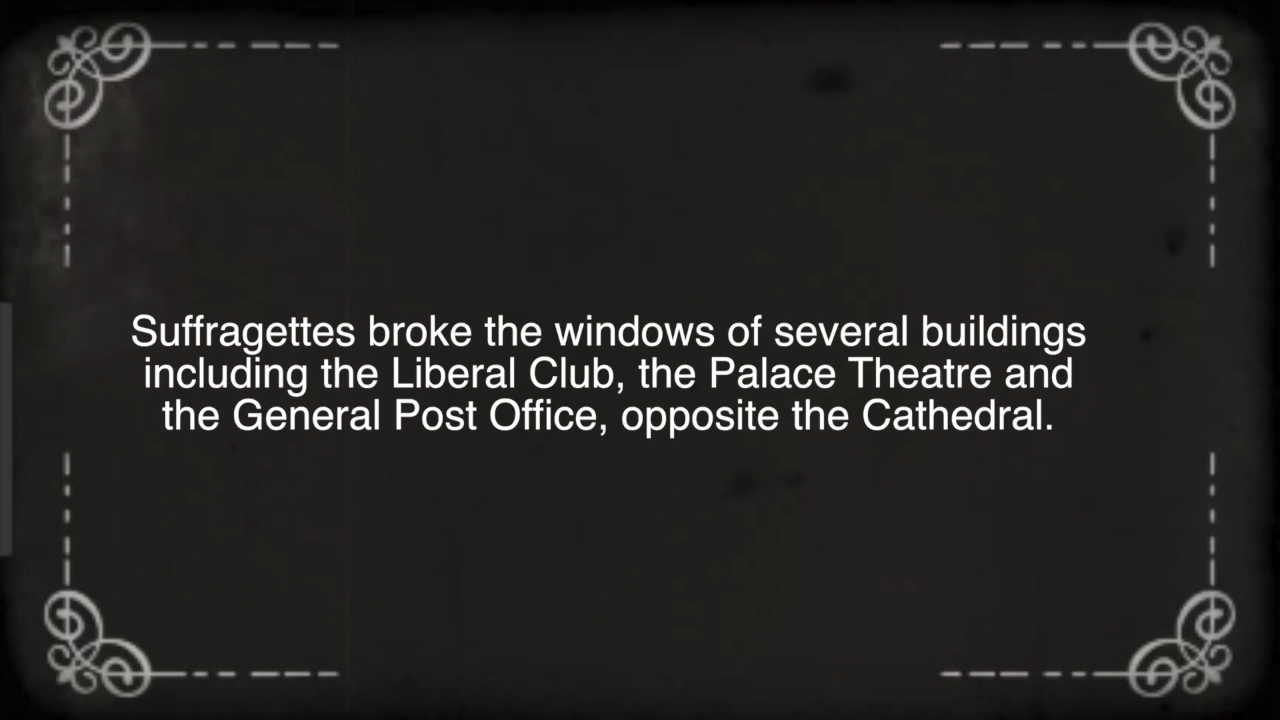 Suffragettes broke the windows of several buildings
including the Liberal Club, the Palace Theatre and
the General Post Office, opposite the Cathedral.